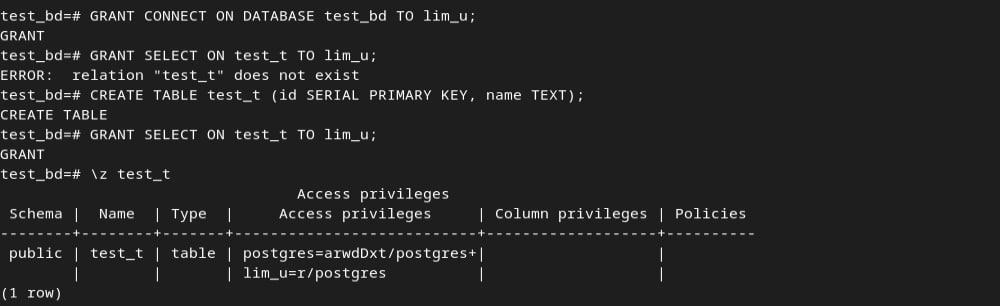 test_bd=# GRANT CONNECT ON DATABASE test_bd TO lim_u;
GRANT
test_bd=# GRANT SELECT ON test_t TO lim_u;
ERROR:  relation "test_t" does not exist
test_bd=# CREATE TABLE test_t (id SERIAL PRIMARY KEY, name TEXT);
CREATE TABLE
test_bd=# GRANT SELECT ON test_t TO lim_u;
GRANT
test_bd=# \z test_t
                                 Access privileges
 Schema |  Name  | Type  |     Access privileges     | Column privileges | Policies
--------+--------+-------+---------------------------+-------------------+----------
 public | test_t | table | postgres=arwdDxt/postgres+|                   |
        |        |       | lim_u=r/postgres          |                   |
(1 row)